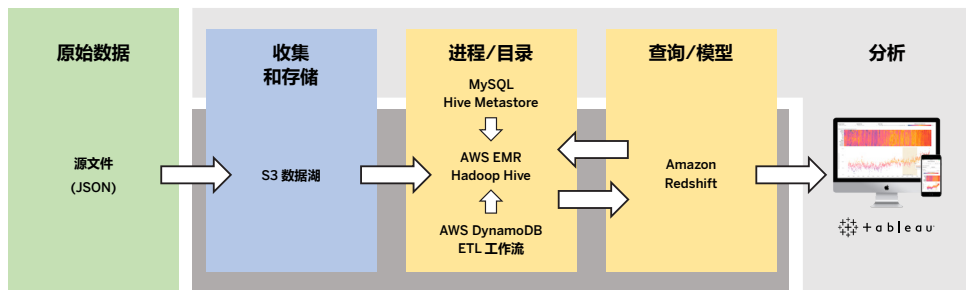 原始数据
源文件
(JSON)
收集
和存储
S3 数据湖
进程/目录
MySQL
Hive Metastore
AWS EMR
Hadoop Hive
AWS DynamoDB
ETL 工作流
查询/模型
Amazon
Redshift
分析
+ableau